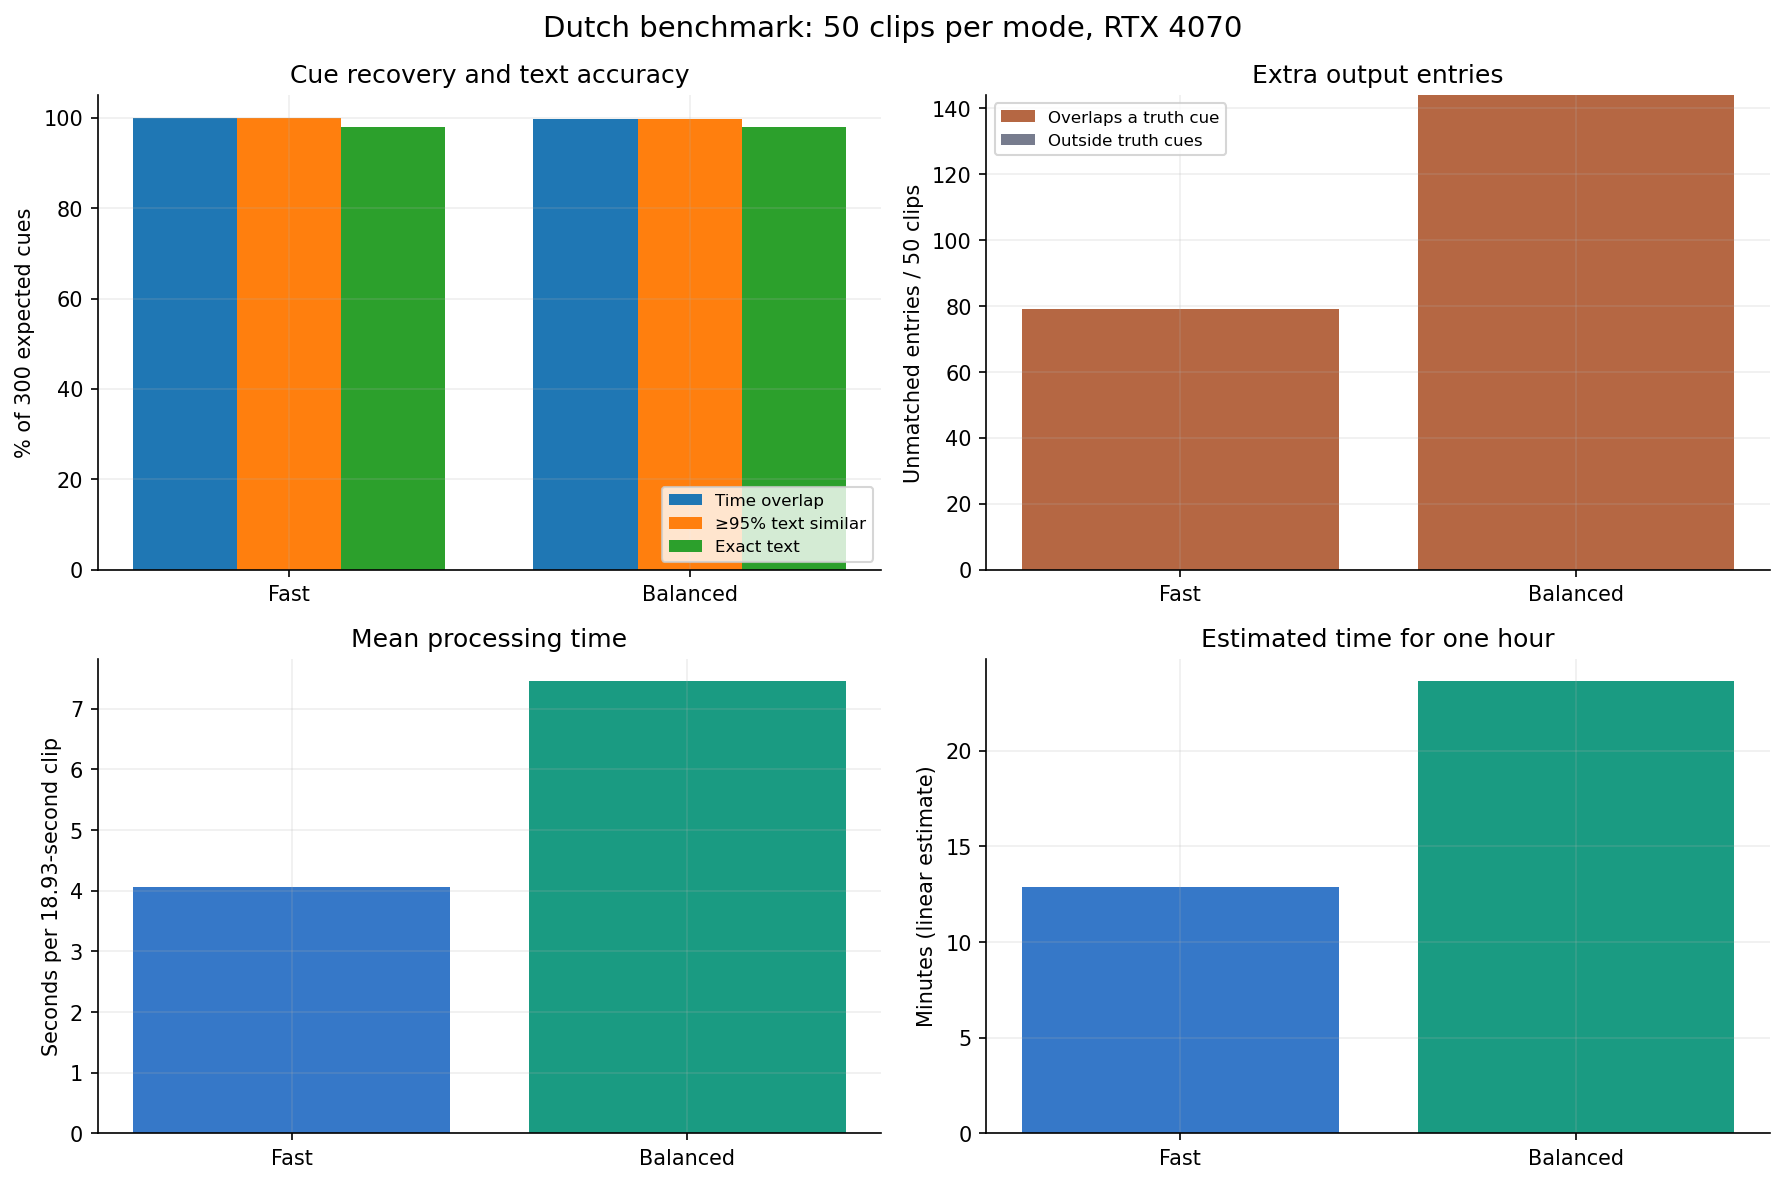 Dutch benchmark: 50 clips per mode, RTX 4070
Cue recovery and text accuracy
% of 300 expected cues
100
80
60
40
20
0
Time overlap
≥95% text similar
Exact text
Fast
Balanced
Extra output entries
Unmatched entries / 50 clips
140
120
100
80
60
40
20
0
Overlaps a truth cue
Outside truth cues
Fast
Balanced
Mean processing time
Seconds per 18.93-second clip
7
6
5
4
3
2
1
0
Fast
Balanced
Estimated time for one hour
Minutes (linear estimate)
20
15
10
5
0
Fast
Balanced